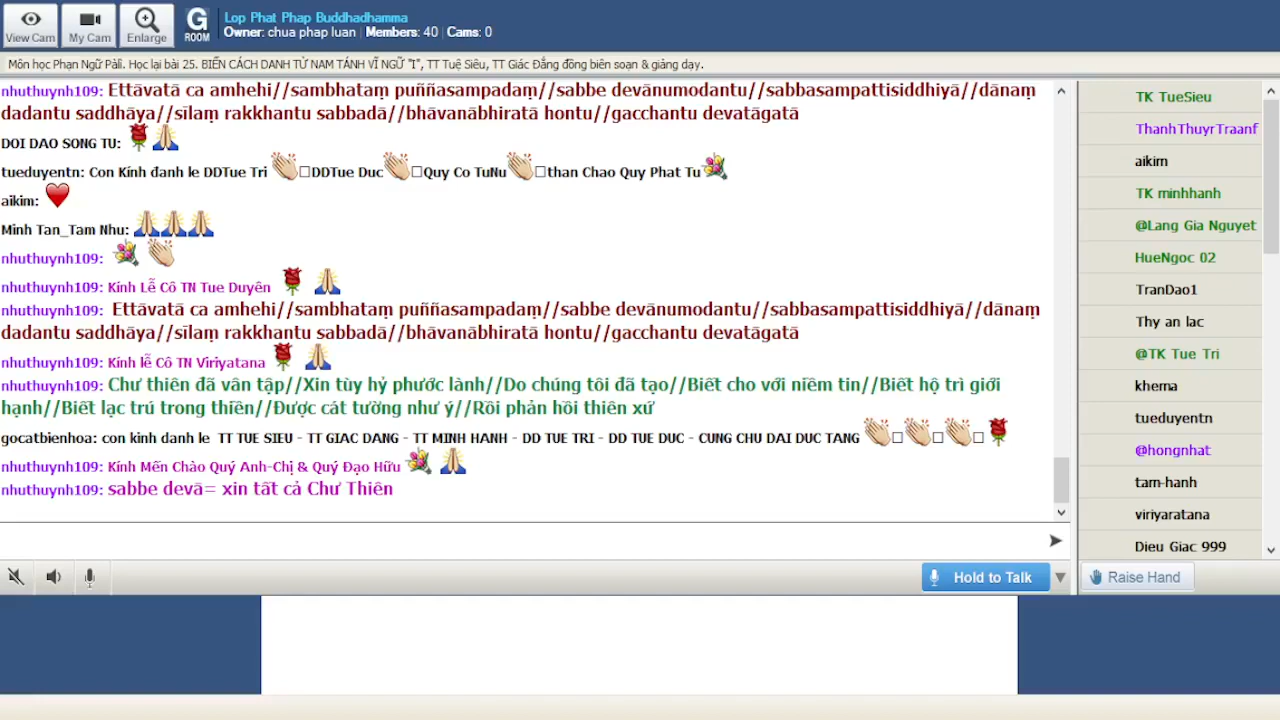 Lop Phat Phap Buddhadhamma
Owner: chua phap luan | Members: 40 | Cams: 0
View Cam
My Cam
Enlarge
G ROOM
Môn học Phạn Ngữ Pàli. Học lại bài 25. BIẾN CÁCH DANH TỪ NAM TÁNH VĨ NGỮ "I", TT Tuệ Siêu, TT Giác Đẳng đồng biên soạn & giảng dạy.
nhuthuynh109: Ettāvatā ca amhehi//sambhataṃ puññasampadaṃ//sabbe devānumodantu//sabbasampattisiddhiyā//dānaṃ
dadantu saddhāya//sīlaṃ rakkhantu sabbadā//bhāvanābhiratā hontu//gacchantu devatāgatā
DOI DAO SONG TU:
tueduyentn: Con Kính đanh le DDTue Tri DDTue Duc Quy Co TuNu than Chao Quy Phat Tu
aikim:
Minh Tan_Tam Nhu:
nhuthuynh109:
nhuthuynh109: Kính Lễ Cô TN Tue Duyên
nhuthuynh109: Ettāvatā ca amhehi//sambhataṃ puññasampadaṃ//sabbe devānumodantu//sabbasampattisiddhiyā//dānaṃ
dadantu saddhāya//sīlaṃ rakkhantu sabbadā//bhāvanābhiratā hontu//gacchantu devatāgatā
nhuthuynh109: Kính lễ Cô TN Viriyatana
nhuthuynh109: Chư thiên đã vân tập//Xin tùy hỷ phước lành//Do chúng tôi đã tạo//Biết cho với niềm tin//Biết hộ trì giới
hạnh//Biết lạc trú trong thiền//Được cát tường như ý//Rồi phản hồi thiên xứ
gocatbienhoa: con kinh danh le TT TUE SIEU - TT GIAC DANG - TT MINH HANH - DD TUE TRI - DD TUE DUC - CUNG CHU DAI DUC TANG
nhuthuynh109: Kính Mến Chào Quý Anh-Chị & Quý Đạo Hữu
nhuthuynh109: sabbe devā= xin tất cả Chư Thiên
TK TueSieu
ThanhThuyrTraanf
aikim
TK minhhanh
@Lang Gia Nguyet
HueNgoc 02
TranDao1
Thy an lac
@TK Tue Tri
khema
tueduyentn
@hongnhat
tam-hanh
viriyaratana
Dieu Giac 999
Hold to Talk
Raise Hand